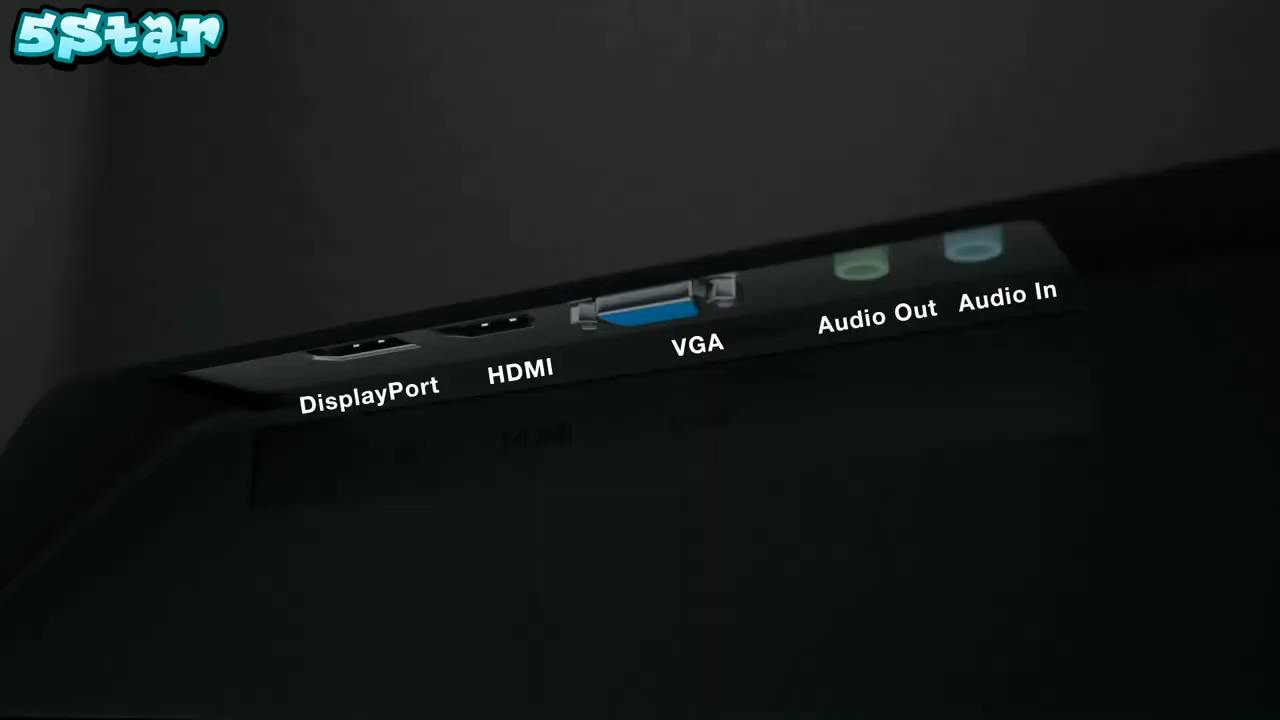 5Star
DisplayPort
HDMI
VGA
Audio Out
Audio In